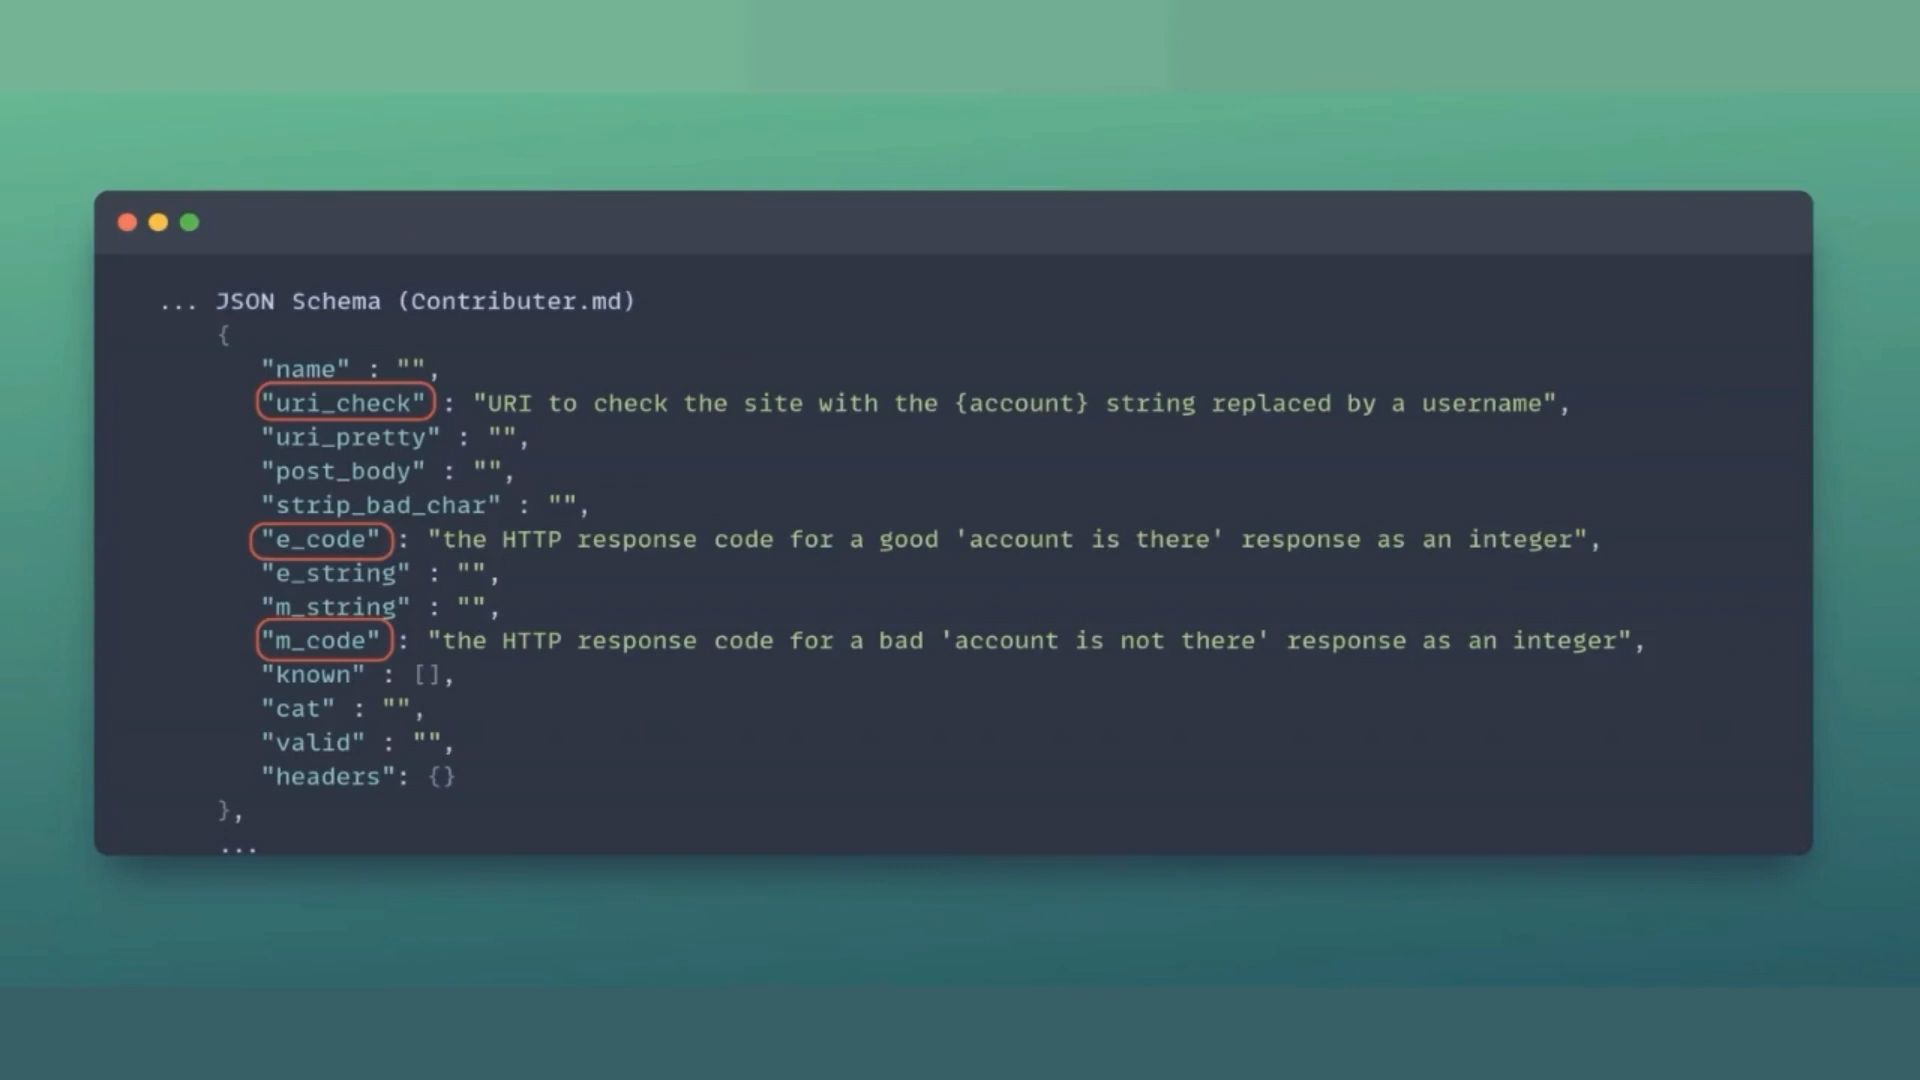 ... JSON Schema (Contributer.md)
{
"name" : "",
"uri_check" : "URI to check the site with the {account} string replaced by a username",
"uri_pretty" : "",
"post_body" : "",
"strip_bad_char" : "",
"e_code" : "the HTTP response code for a good 'account is there' response as an integer",
"e_string" : "",
"m_string" : "",
"m_code" : "the HTTP response code for a bad 'account is not there' response as an integer",
"known" : [],
"cat" : "",
"valid" : "",
"headers": {}
},
...